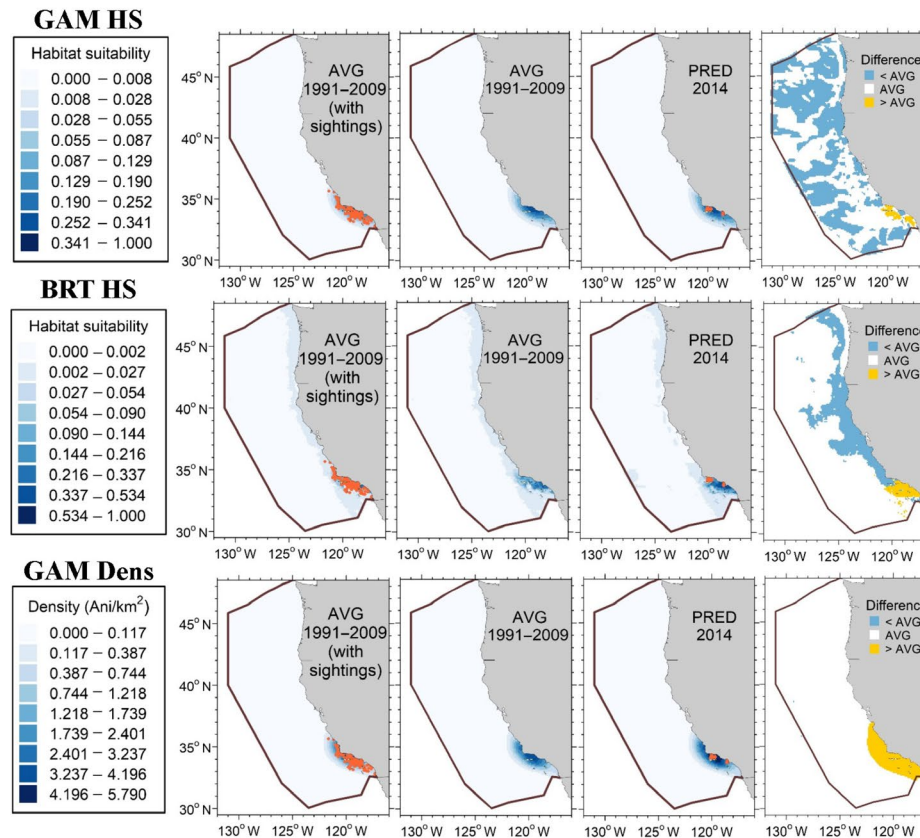 GAM HS
Habitat suitability
0.000 – 0.008
0.008 – 0.028
0.028 – 0.055
0.055 – 0.087
0.087 – 0.129
0.129 – 0.190
0.190 – 0.252
0.252 – 0.341
0.341 – 1.000
45°
40°
35°
30° N
AVG
1991–2009
(with
sightings)
AVG
1991–2009
PRED
2014
Difference
< AVG
AVG
> AVG
130° W 125° 120° W
130° W 125° 120° W
130° W 125° 120° W
130° W 125° 120° W
BRT HS
Habitat suitability
0.000 – 0.002
0.002 – 0.027
0.027 – 0.054
0.054 – 0.090
0.090 – 0.144
0.144 – 0.216
0.216 – 0.337
0.337 – 0.534
0.534 – 1.000
45°
40°
35°
30° N
AVG
1991–2009
(with
sightings)
AVG
1991–2009
PRED
2014
Difference
< AVG
AVG
> AVG
130° W 125° 120° W
130° W 125° 120° W
130° W 125° 120° W
130° W 125° 120° W
GAM Dens
Density (Ani/km²)
0.000 – 0.117
0.117 – 0.387
0.387 – 0.744
0.744 – 1.218
1.218 – 1.739
1.739 – 2.401
2.401 – 3.237
3.237 – 4.196
4.196 – 5.790
45°
40°
35°
30° N
AVG
1991–2009
(with
sightings)
AVG
1991–2009
PRED
2014
Difference
< AVG
AVG
> AVG
130° W 125° 120° W
130° W 125° 120° W
130° W 125° 120° W
130° W 125° 120° W